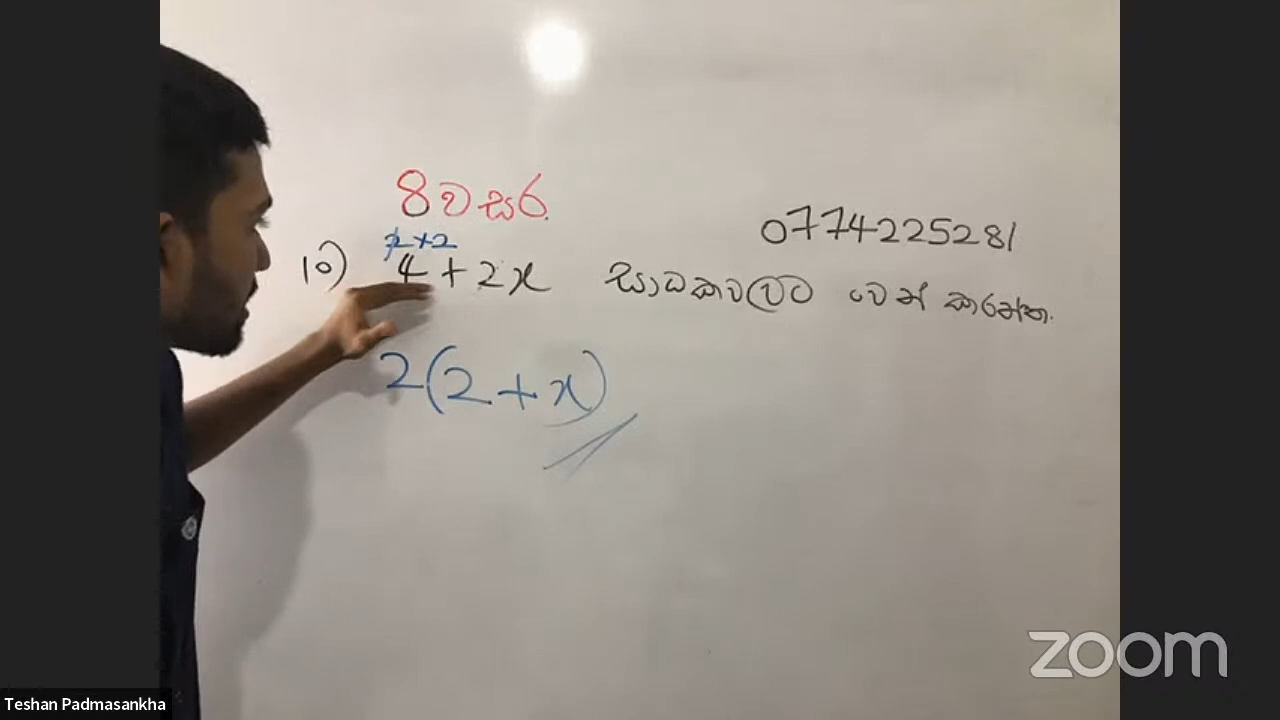 8 වසර
0774225281
2+2
10) 4 + 2x සාධකවලට වෙන් කරන්න.
2(2 + x)
zoom
Teshan Padmasankha